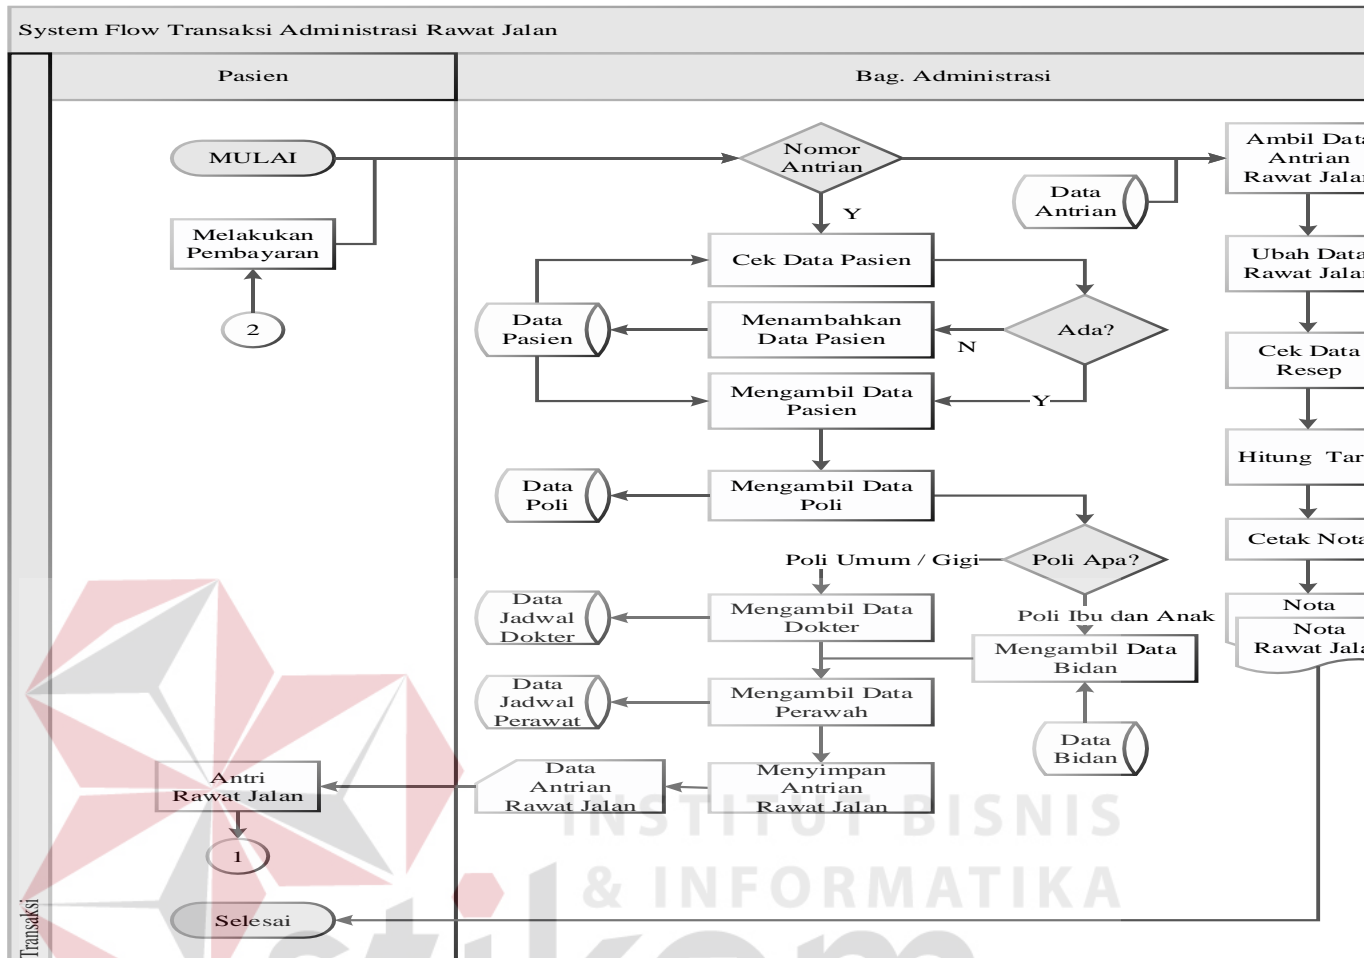 System Flow Transaksi Administrasi Rawat Jalan
Pasien
Bag. Administrasi
MULAI
Nomor
Antrian
Ambil Data
Antrian
Rawat Jalan
Data
Antrian
Y
Melakukan
Pembayaran
Cek Data Pasien
Ubah Data
Rawat Jalan
2
Data
Pasien
Menambahkan
Data Pasien
N
Ada?
Cek Data
Resep
Mengambil Data
Pasien
Y
Hitung Tar
Data
Poli
Mengambil Data
Poli
Cetak Nota
Poli Umum / Gigi
Poli Apa?
Data
Jadwal
Dokter
Mengambil Data
Dokter
Poli Ibu dan Anak
Nota
Nota
Rawat Jala
Mengambil Data
Bidan
Data
Jadwal
Perawat
Mengambil Data
Perawah
Data
Bidan
Antri
Rawat Jalan
Data
Antrian
Rawat Jalan
Menyimpan
Antrian
Rawat Jalan
INSTITUT BISNIS
& INFORMATIKA
1
Selesai
stikom
Transaksi